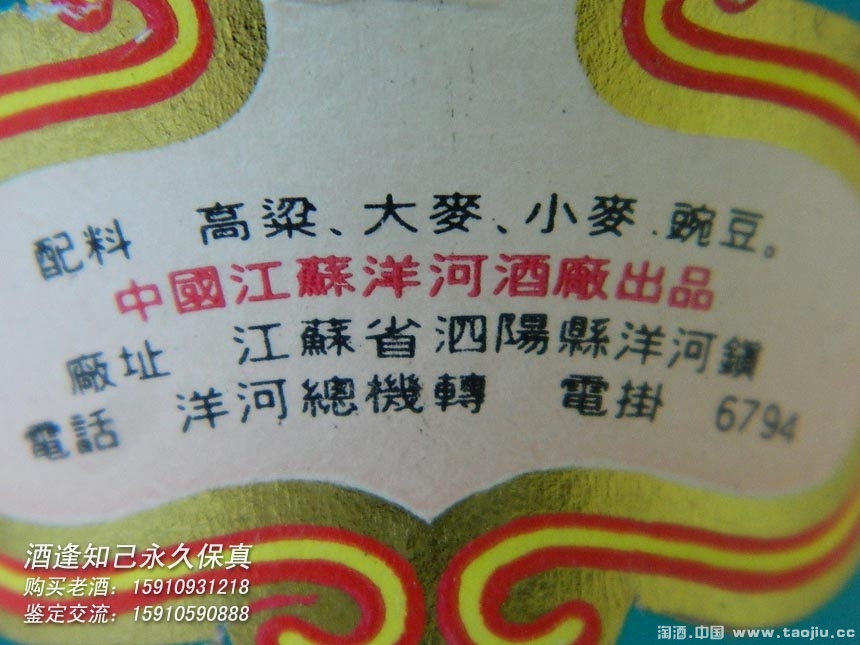 配料 高粱、大麥、小麥.豌豆。
中國江蘇洋河酒廠出品
廠址 江蘇省泗陽縣洋河鎮
電話 洋河總機轉 電掛 6794
酒逢知己永久保真
购买老酒：15910931218
鉴定交流：15910590888
淘酒.中国 www.taojiu.cc